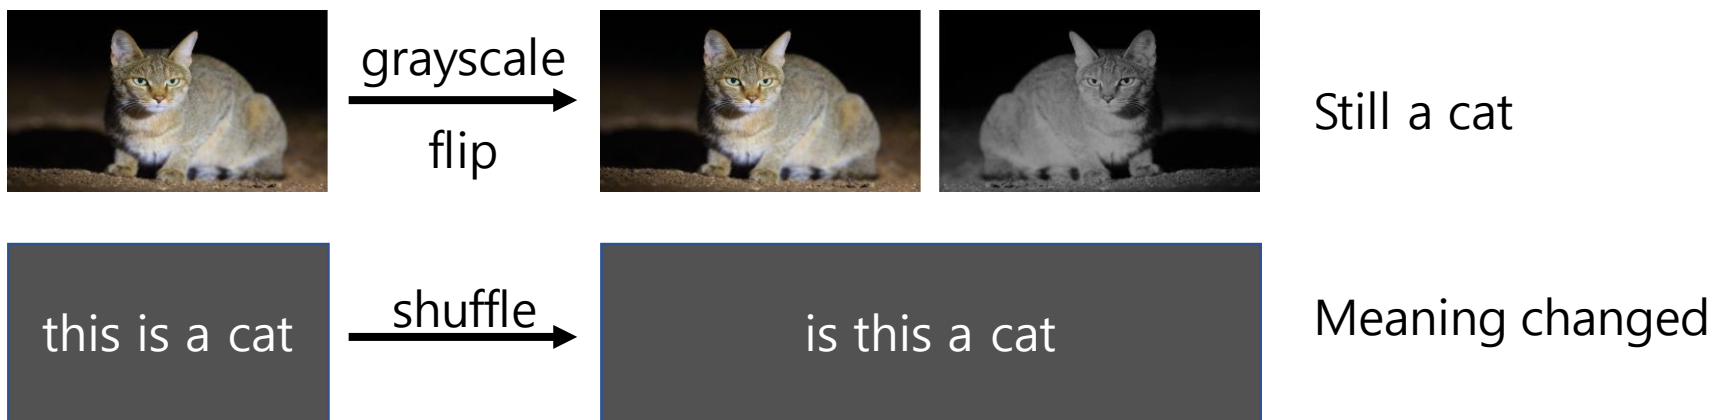 grayscale
flip
Still a cat
this is a cat
shuffle
is this a cat
Meaning changed